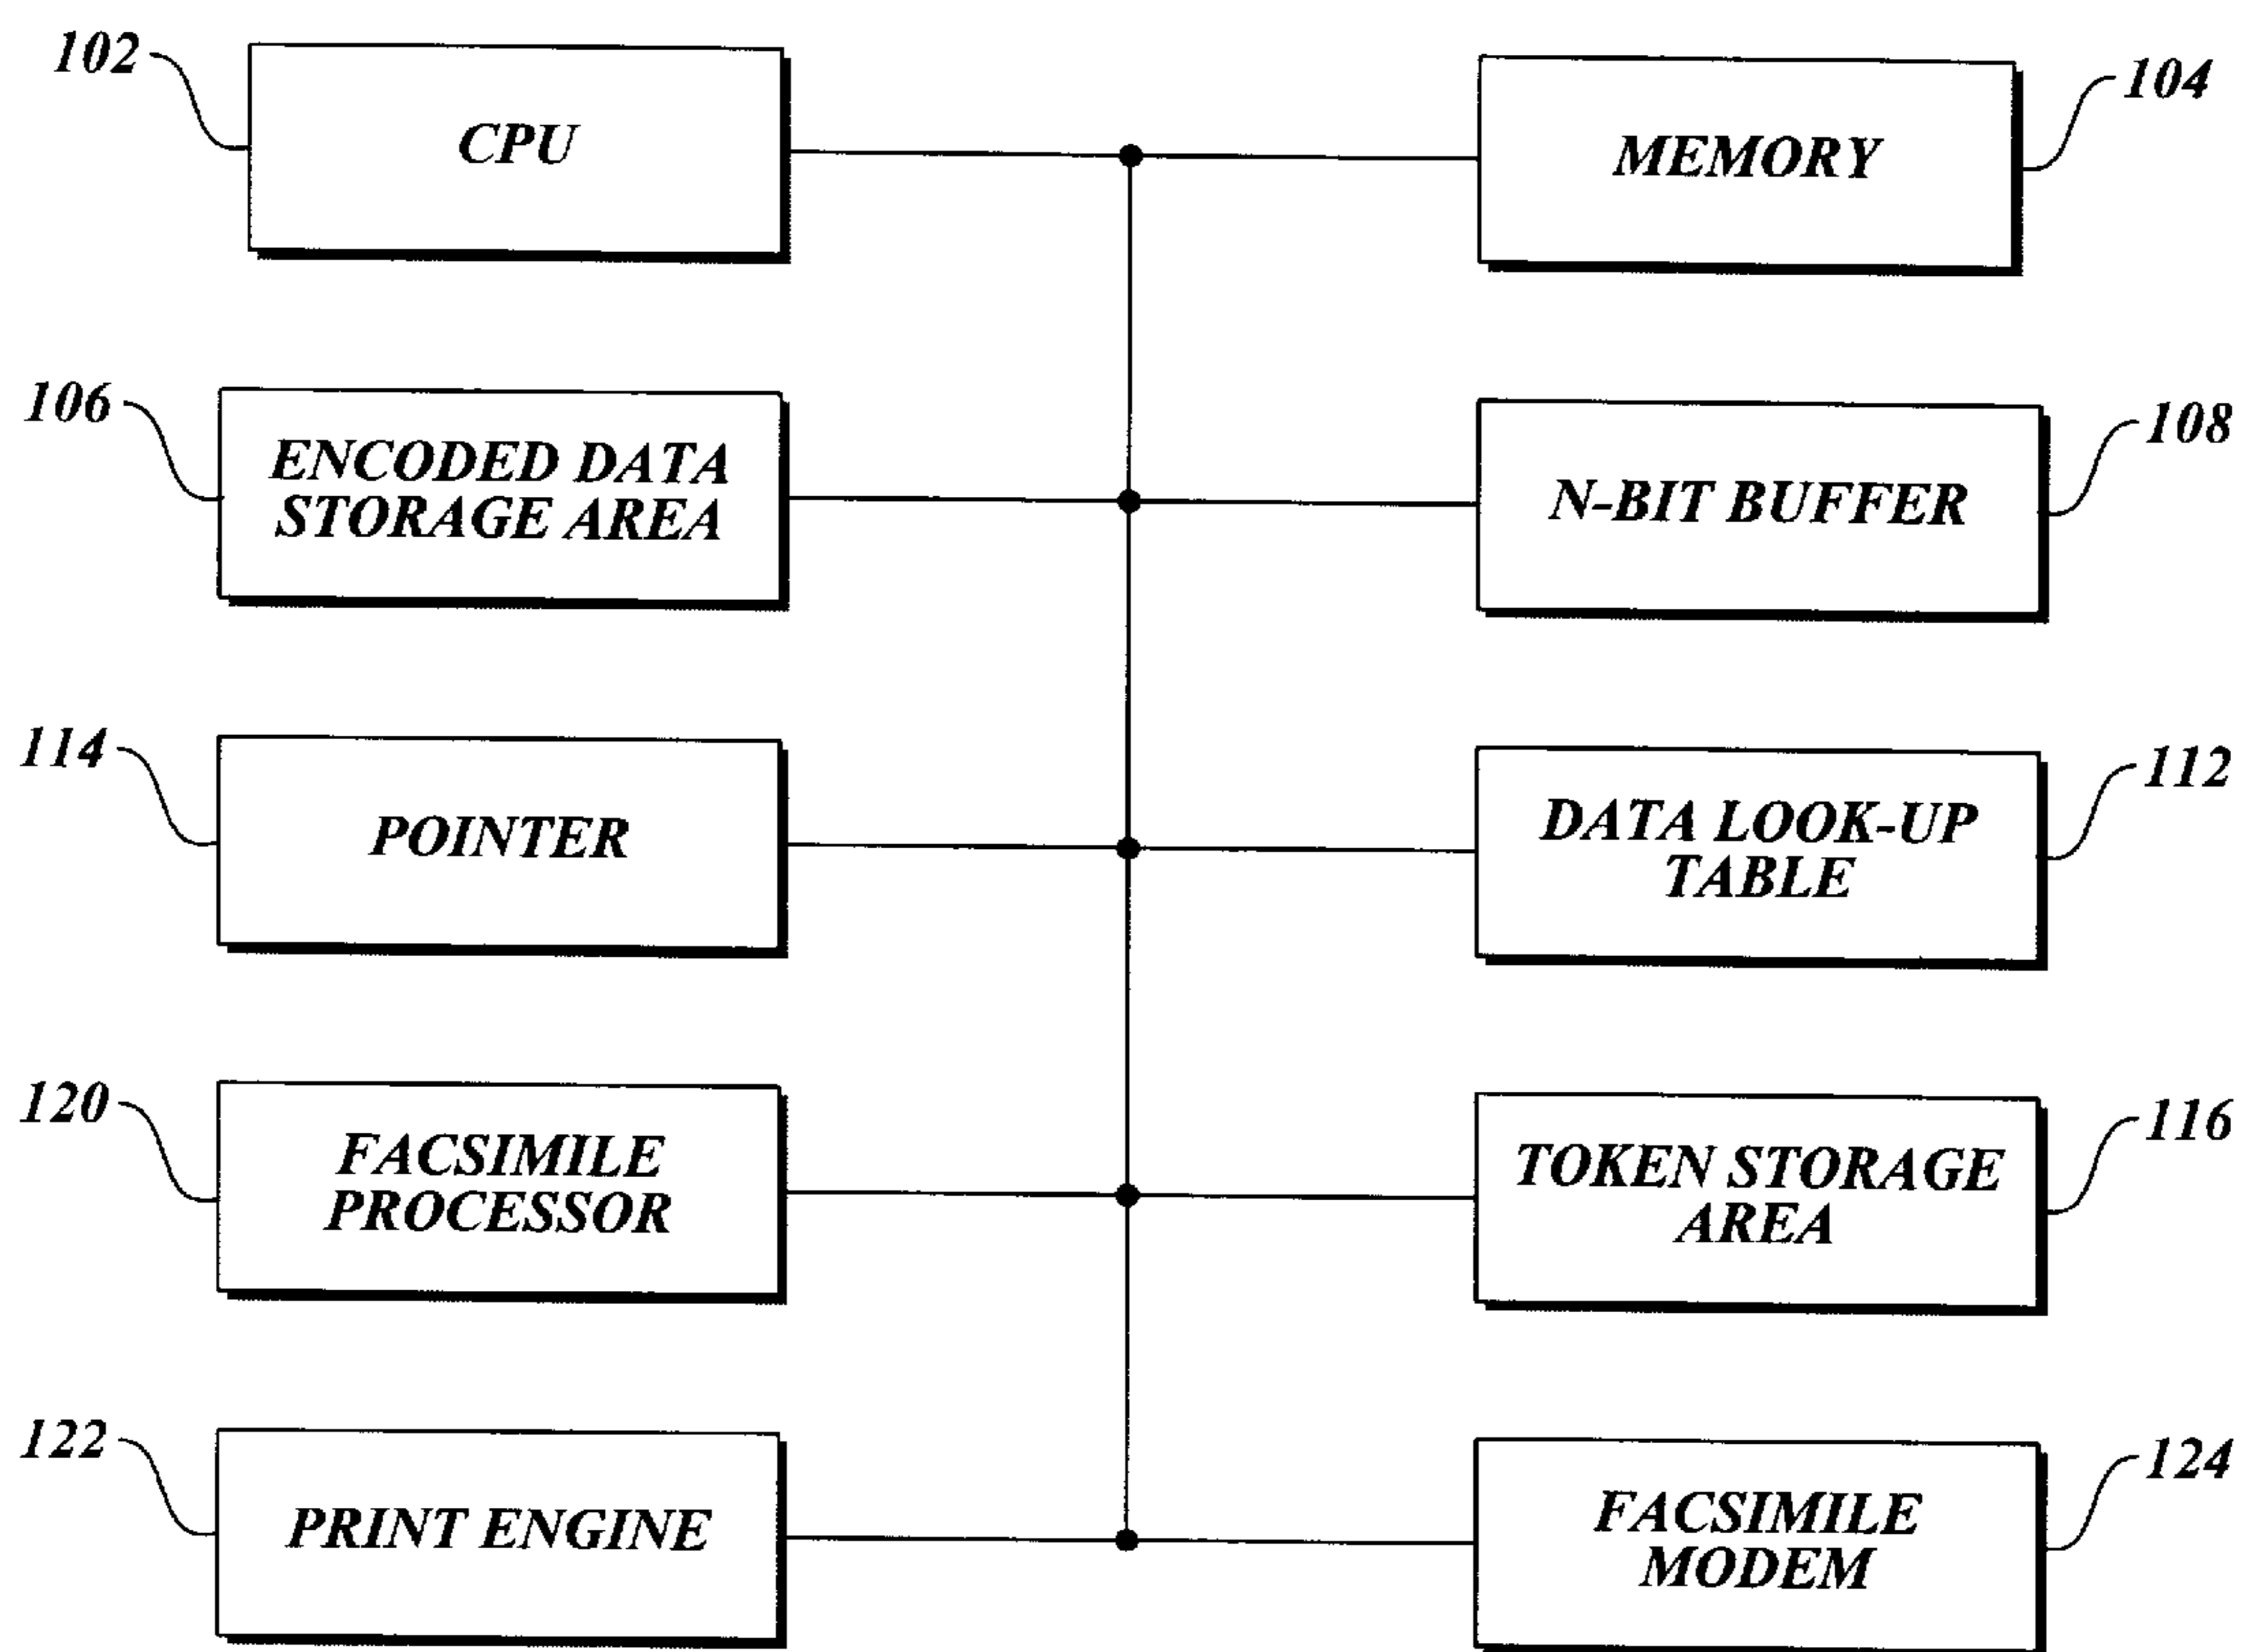 102
CPU
MEMORY
104
106
ENCODED DATA
STORAGE AREA
N-BIT BUFFER
108
114
POINTER
DATA LOOK-UP
TABLE
112
120
FACSIMILE
PROCESSOR
TOKEN STORAGE
AREA
116
122
PRINT ENGINE
FACSIMILE
MODEM
124